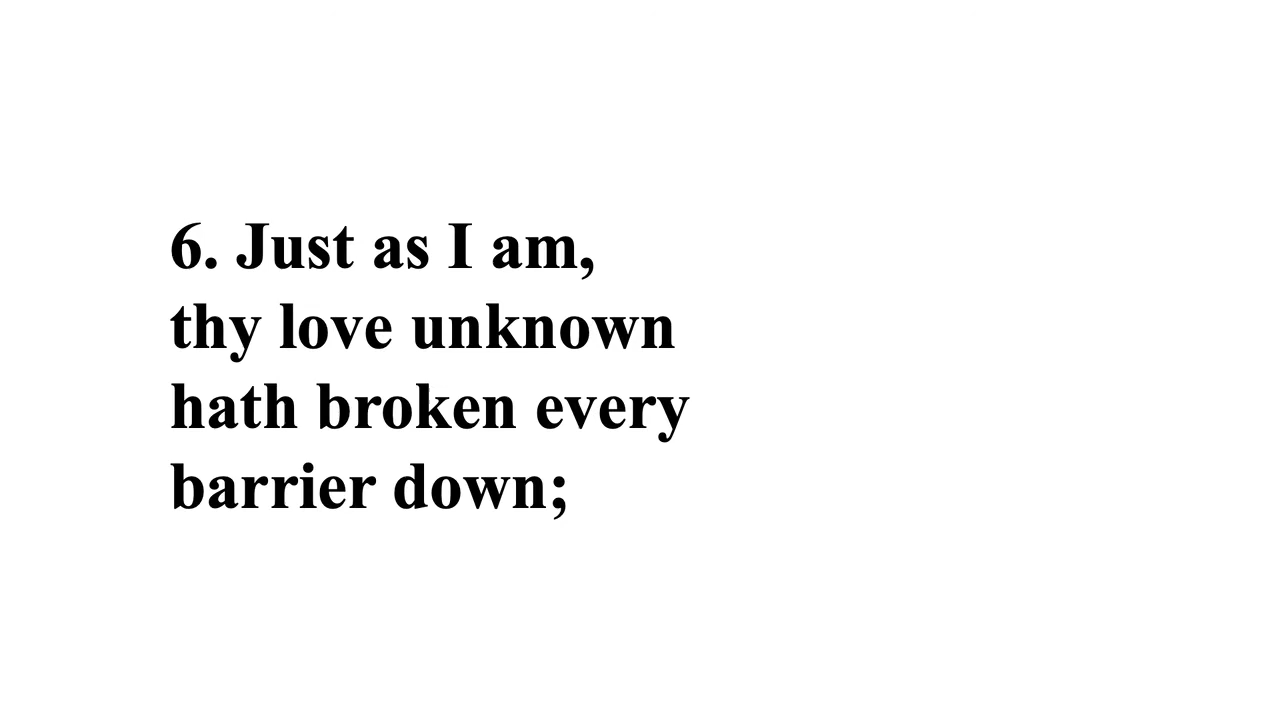 6. Just as I am,
thy love unknown
hath broken every
barrier down;